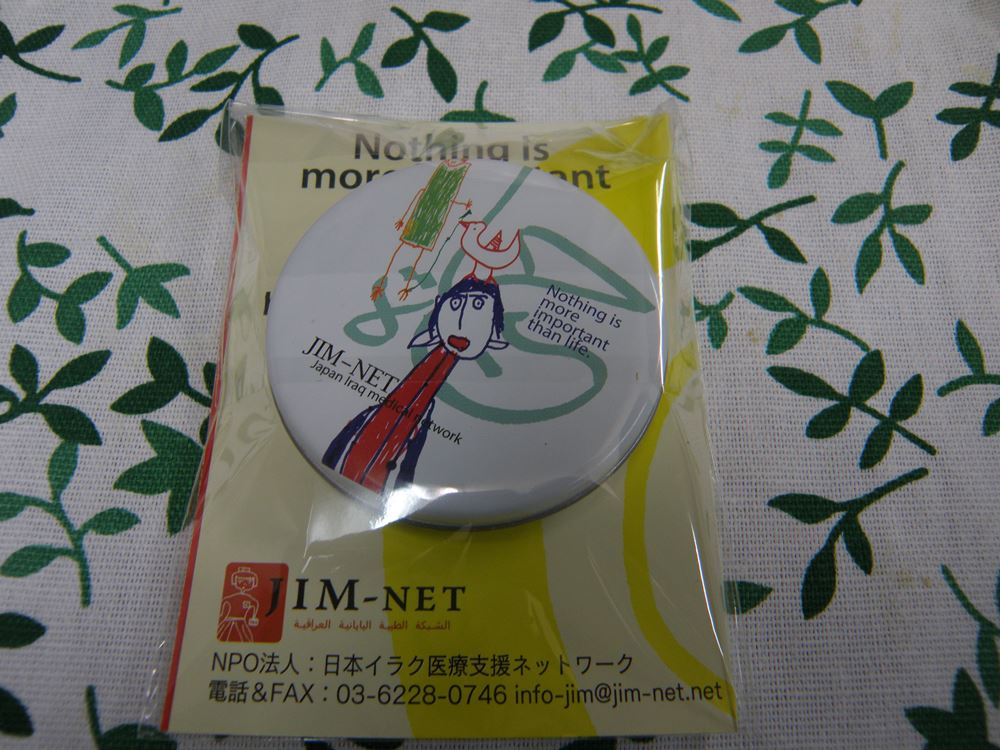 Nothing is
Nothing is
more
important
than life.
JIM-NET
Japan Iraq medical network
JIM-NET
الشبكة الطبية اليابانية العراقية
NPO法人：日本イラク医療支援ネットワーク
電話&FAX：03-6228-0746 info-jim@jim-net.net